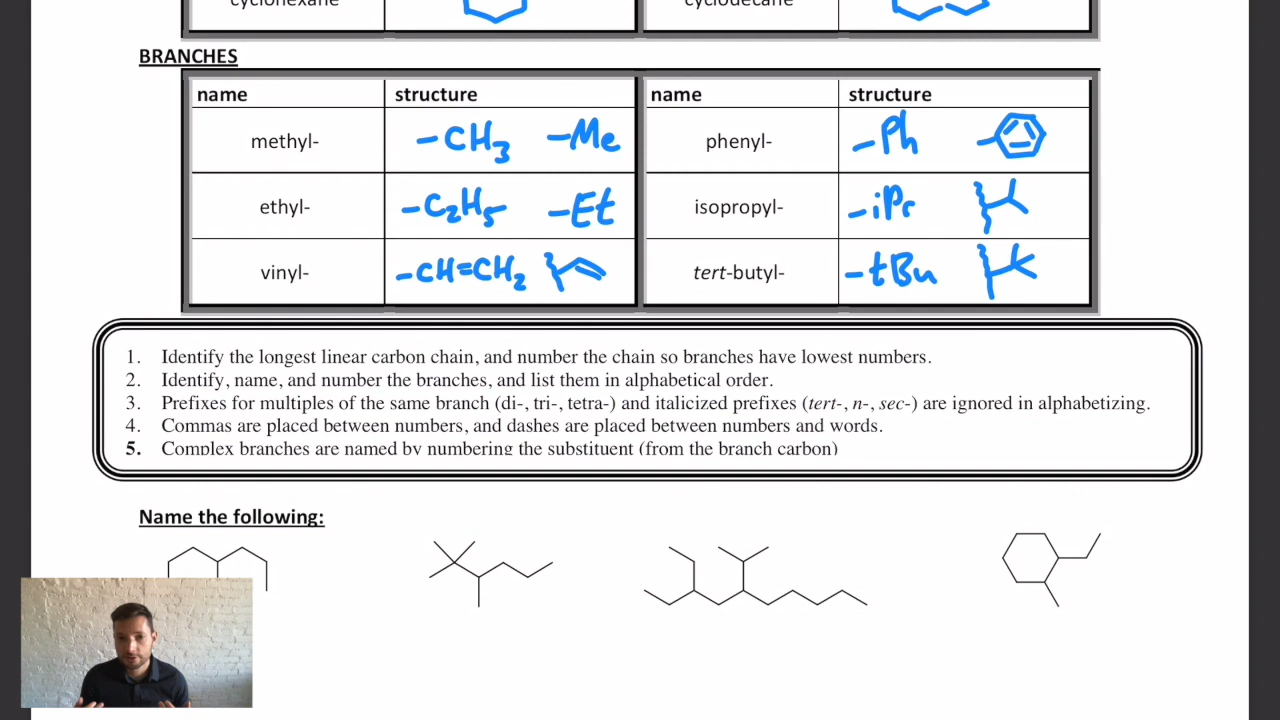 cyclohexane cyclodecane
BRANCHES
name structure name structure
methyl- -CH3 -Me phenyl- -Ph
ethyl- -C2H5 -Et isopropyl- -iPr
vinyl- -CH=CH2 tert-butyl- -tBu
1. Identify the longest linear carbon chain, and number the chain so branches have lowest numbers.
2. Identify, name, and number the branches, and list them in alphabetical order.
3. Prefixes for multiples of the same branch (di-, tri-, tetra-) and italicized prefixes (tert-, n-, sec-) are ignored in alphabetizing.
4. Commas are placed between numbers, and dashes are placed between numbers and words.
5. Complex branches are named by numbering the substituent (from the branch carbon)
Name the following: